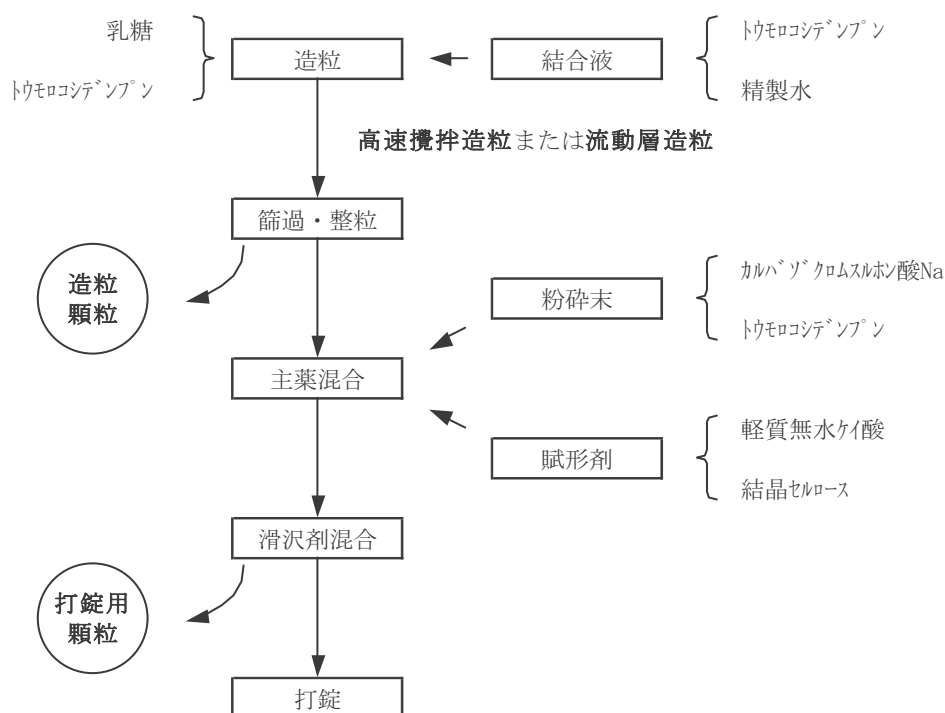 乳糖
トウモロコシデンプン
造粒
結合液
トウモロコシデンプン
精製水
高速攪拌造粒または流動層造粒
篩過・整粒
造粒
顆粒
粉砕末
カルバゾクロムスルホン酸Na
トウモロコシデンプン
主薬混合
賦形剤
軽質無水ケイ酸
結晶セルロース
滑沢剤混合
打錠用
顆粒
打錠